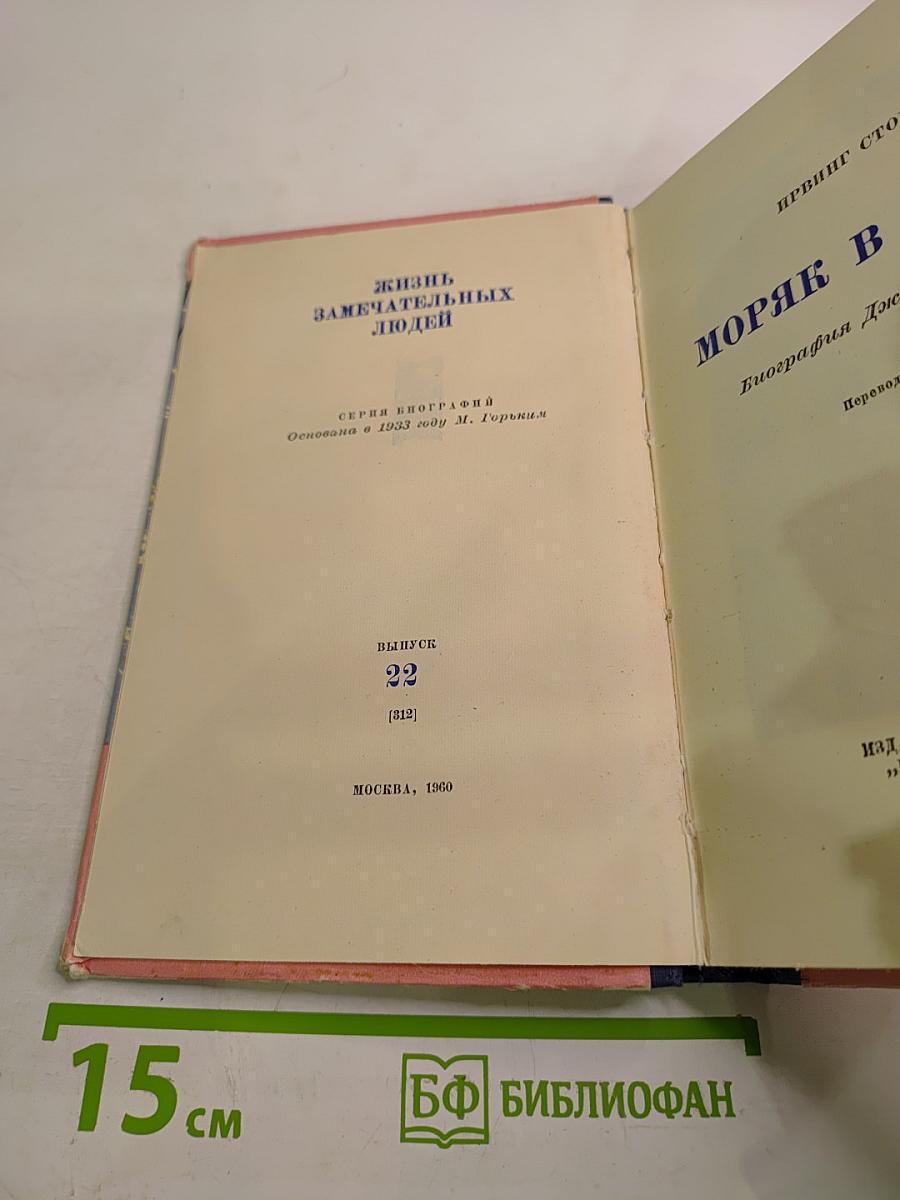 ЖИЗНЬ
ЗАМЕЧАТЕЛЬНЫХ
ЛЮДЕЙ
СЕРИЯ БИОГРАФИЙ
Основана в 1933 году М. Горьким
ВЫПУСК
22
[312]
МОСКВА, 1960
ИРВИНГ СТО
МОРЯК В
Биография Дж
Перевод
ИЗД
15 см
БФ БИБЛИОФАН